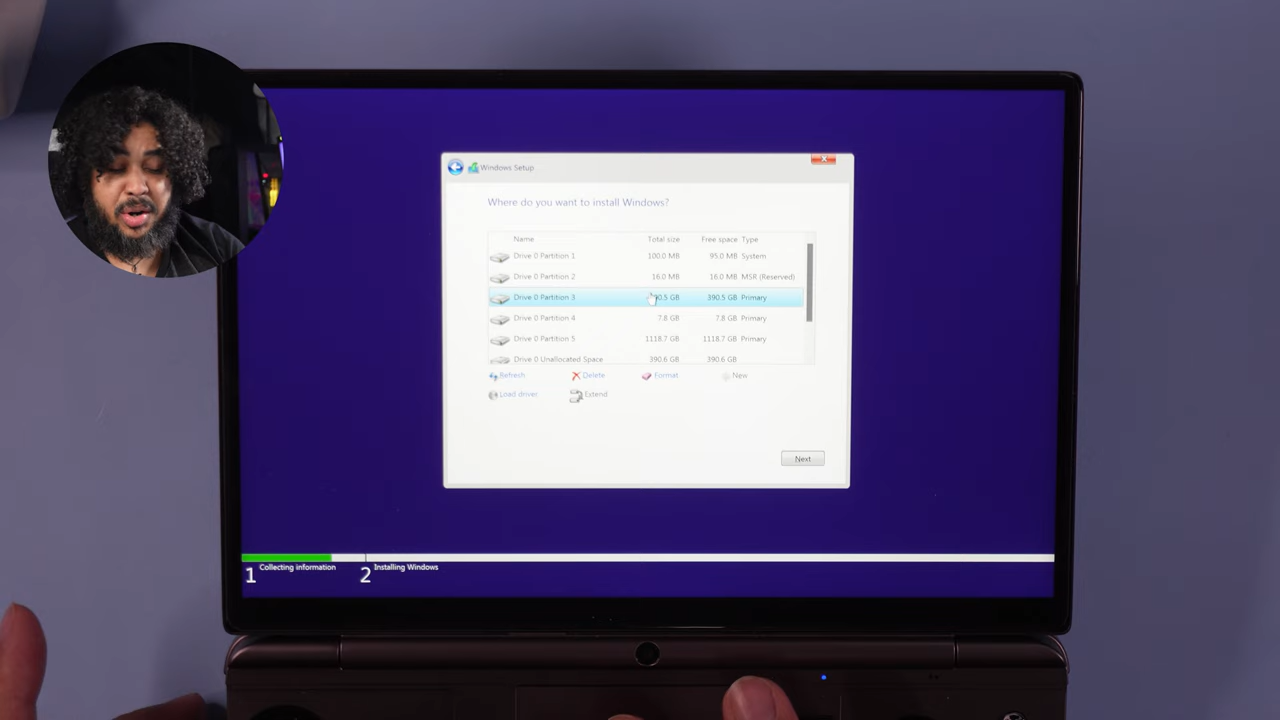 Windows Setup
Where do you want to install Windows?
Name Total size Free space Type
Drive 0 Partition 1 100.0 MB 95.0 MB System
Drive 0 Partition 2 16.0 MB 16.0 MB MSR (Reserved)
Drive 0 Partition 3 390.5 GB Primary
Drive 0 Partition 4 7.8 GB 7.8 GB Primary
Drive 0 Partition 5 1118.7 GB 1118.7 GB Primary
Drive 0 Unallocated Space 390.6 GB 390.6 GB
Refresh Delete Format New
Load driver Extend
Next
1 Collecting information 2 Installing Windows